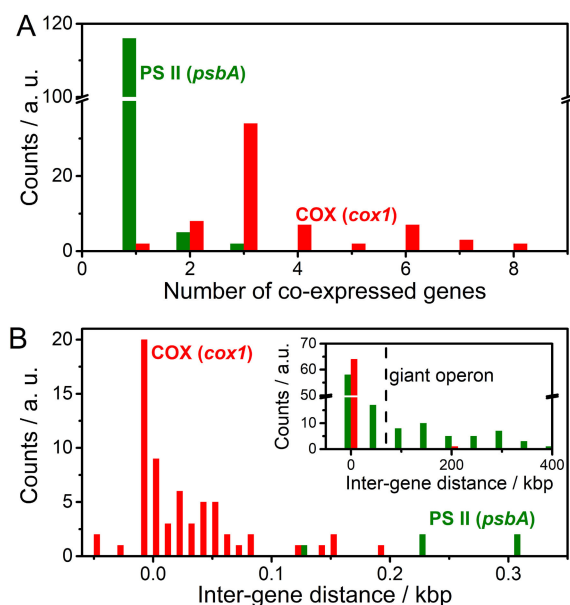 A
120
100
20
0
Counts / a. u.
PS II (psbA)
COX (cox1)
0 2 4 6 8
Number of co-expressed genes
B
20
15
10
5
0
Counts / a. u.
COX (cox1)
70
60
50
10
0
Counts / a.u.
giant operon
0 200 400
Inter-gene distance / kbp
PS II (psbA)
0.0 0.1 0.2 0.3
Inter-gene distance / kbp